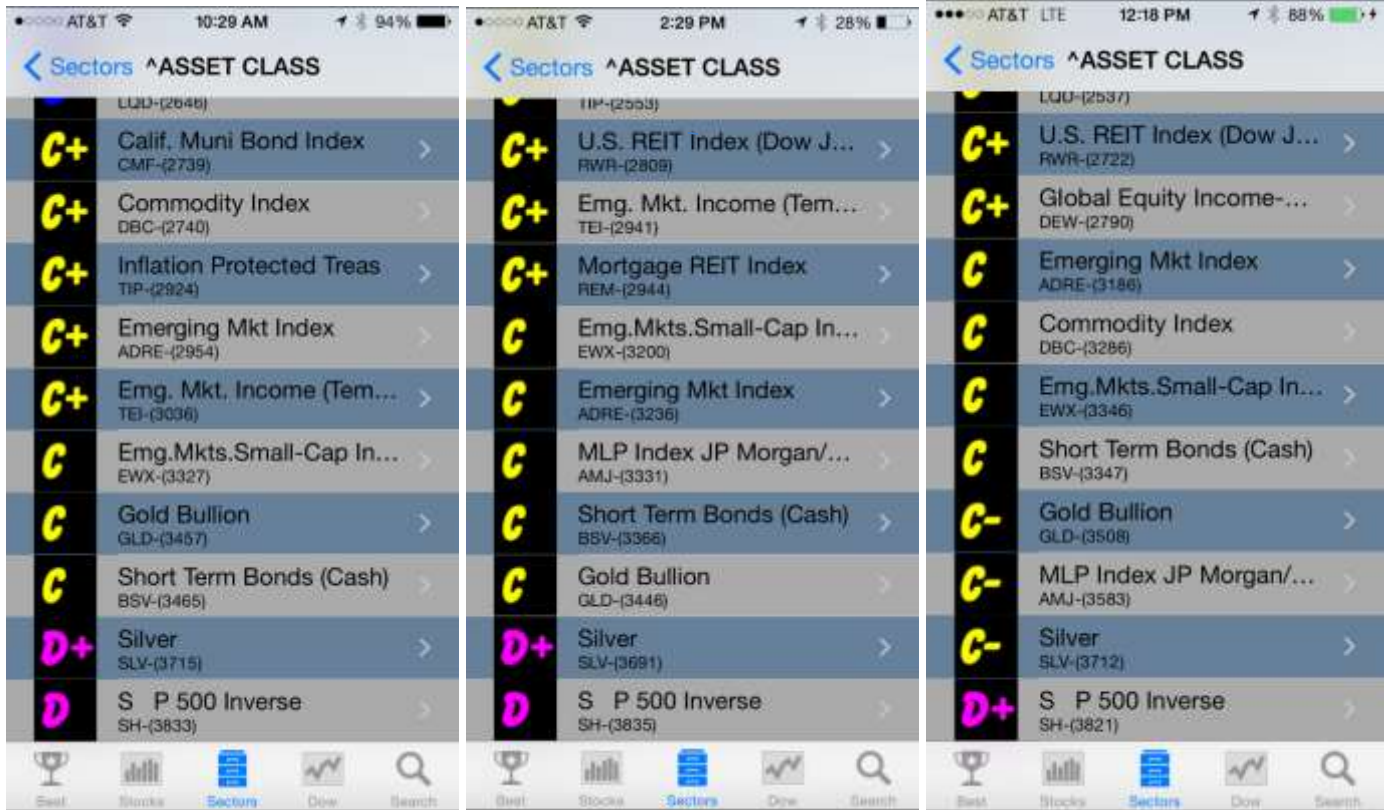 AT&T 10:29 AM 94%
Sectors ^ASSET CLASS
LQD-(2646)
C+ Calif. Muni Bond Index
CMF-(2739)
C+ Commodity Index
DBC-(2740)
C+ Inflation Protected Treas
TIP-(2924)
C+ Emerging Mkt Index
ADRE-(2954)
C+ Emg. Mkt. Income (Tem...
TEI-(3036)
C Emg.Mkts.Small-Cap In...
EWX-(3327)
C Gold Bullion
GLD-(3457)
C Short Term Bonds (Cash)
BSV-(3465)
D+ Silver
SLV-(3715)
D S P 500 Inverse
SH-(3833)
Best Stocks Sectors Dow Search
AT&T 2:29 PM 28%
Sectors ^ASSET CLASS
TIP-(2553)
C+ U.S. REIT Index (Dow J...
RWR-(2809)
C+ Emg. Mkt. Income (Tem...
TEI-(2941)
C+ Mortgage REIT Index
REM-(2944)
C Emg.Mkts.Small-Cap In...
EWX-(3200)
C Emerging Mkt Index
ADRE-(3236)
C MLP Index JP Morgan/...
AMJ-(3331)
C Short Term Bonds (Cash)
BSV-(3366)
C Gold Bullion
GLD-(3446)
D+ Silver
SLV-(3691)
D S P 500 Inverse
SH-(3835)
Best Stocks Sectors Dow Search
AT&T LTE 12:18 PM 88%
Sectors ^ASSET CLASS
LQD-(2537)
C+ U.S. REIT Index (Dow J...
RWR-(2722)
C+ Global Equity Income-...
DEW-(2790)
C Emerging Mkt Index
ADRE-(3186)
C Commodity Index
DBC-(3286)
C Emg.Mkts.Small-Cap In...
EWX-(3346)
C Short Term Bonds (Cash)
BSV-(3347)
C- Gold Bullion
GLD-(3508)
C- MLP Index JP Morgan/...
AMJ-(3583)
C- Silver
SLV-(3712)
D+ S P 500 Inverse
SH-(3821)
Best Stocks Sectors Dow Search